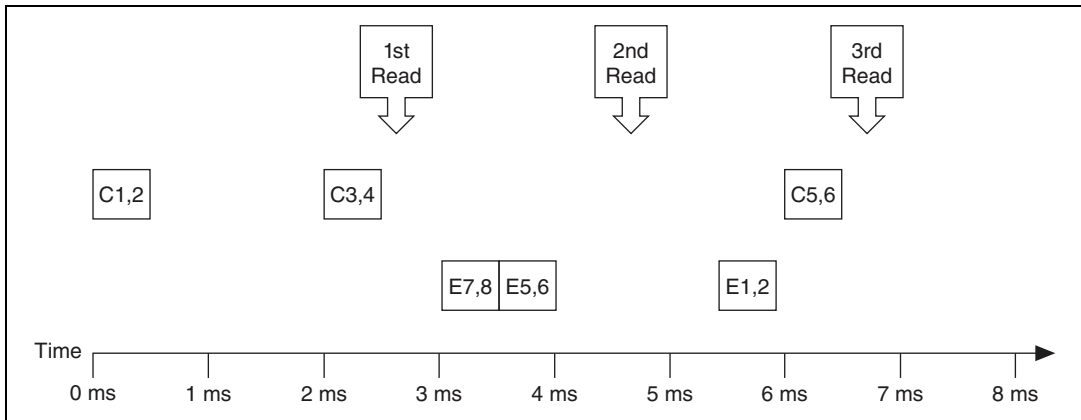 1st
Read
2nd
Read
3rd
Read
C1,2
C3,4
C5,6
E7,8
E5,6
E1,2
Time
0 ms
1 ms
2 ms
3 ms
4 ms
5 ms
6 ms
7 ms
8 ms